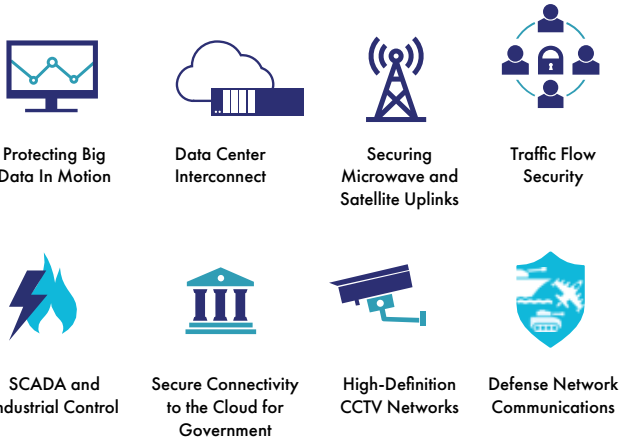 Protecting Big
Data In Motion
Data Center
Interconnect
Securing
Microwave and
Satellite Uplinks
Traffic Flow
Security
SCADA and
Industrial Control
Secure Connectivity
to the Cloud for
Government
High-Definition
CCTV Networks
Defense Network
Communications